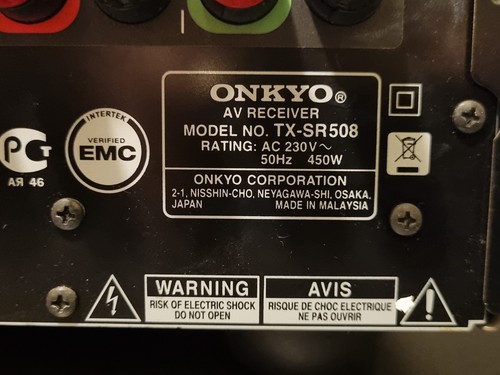 ONKYO®
AV RECEIVER
MODEL NO. TX-SR508
RATING: AC 230V~
50Hz 450W
ONKYO CORPORATION
2-1, NISSHIN-CHO, NEYAGAWA-SHI, OSAKA,
JAPAN MADE IN MALAYSIA
INTERTEK
VERIFIED
EMC
АЯ 46
WARNING
RISK OF ELECTRIC SHOCK
DO NOT OPEN
AVIS
RISQUE DE CHOC ELECTRIQUE
NE PAS OUVRIR